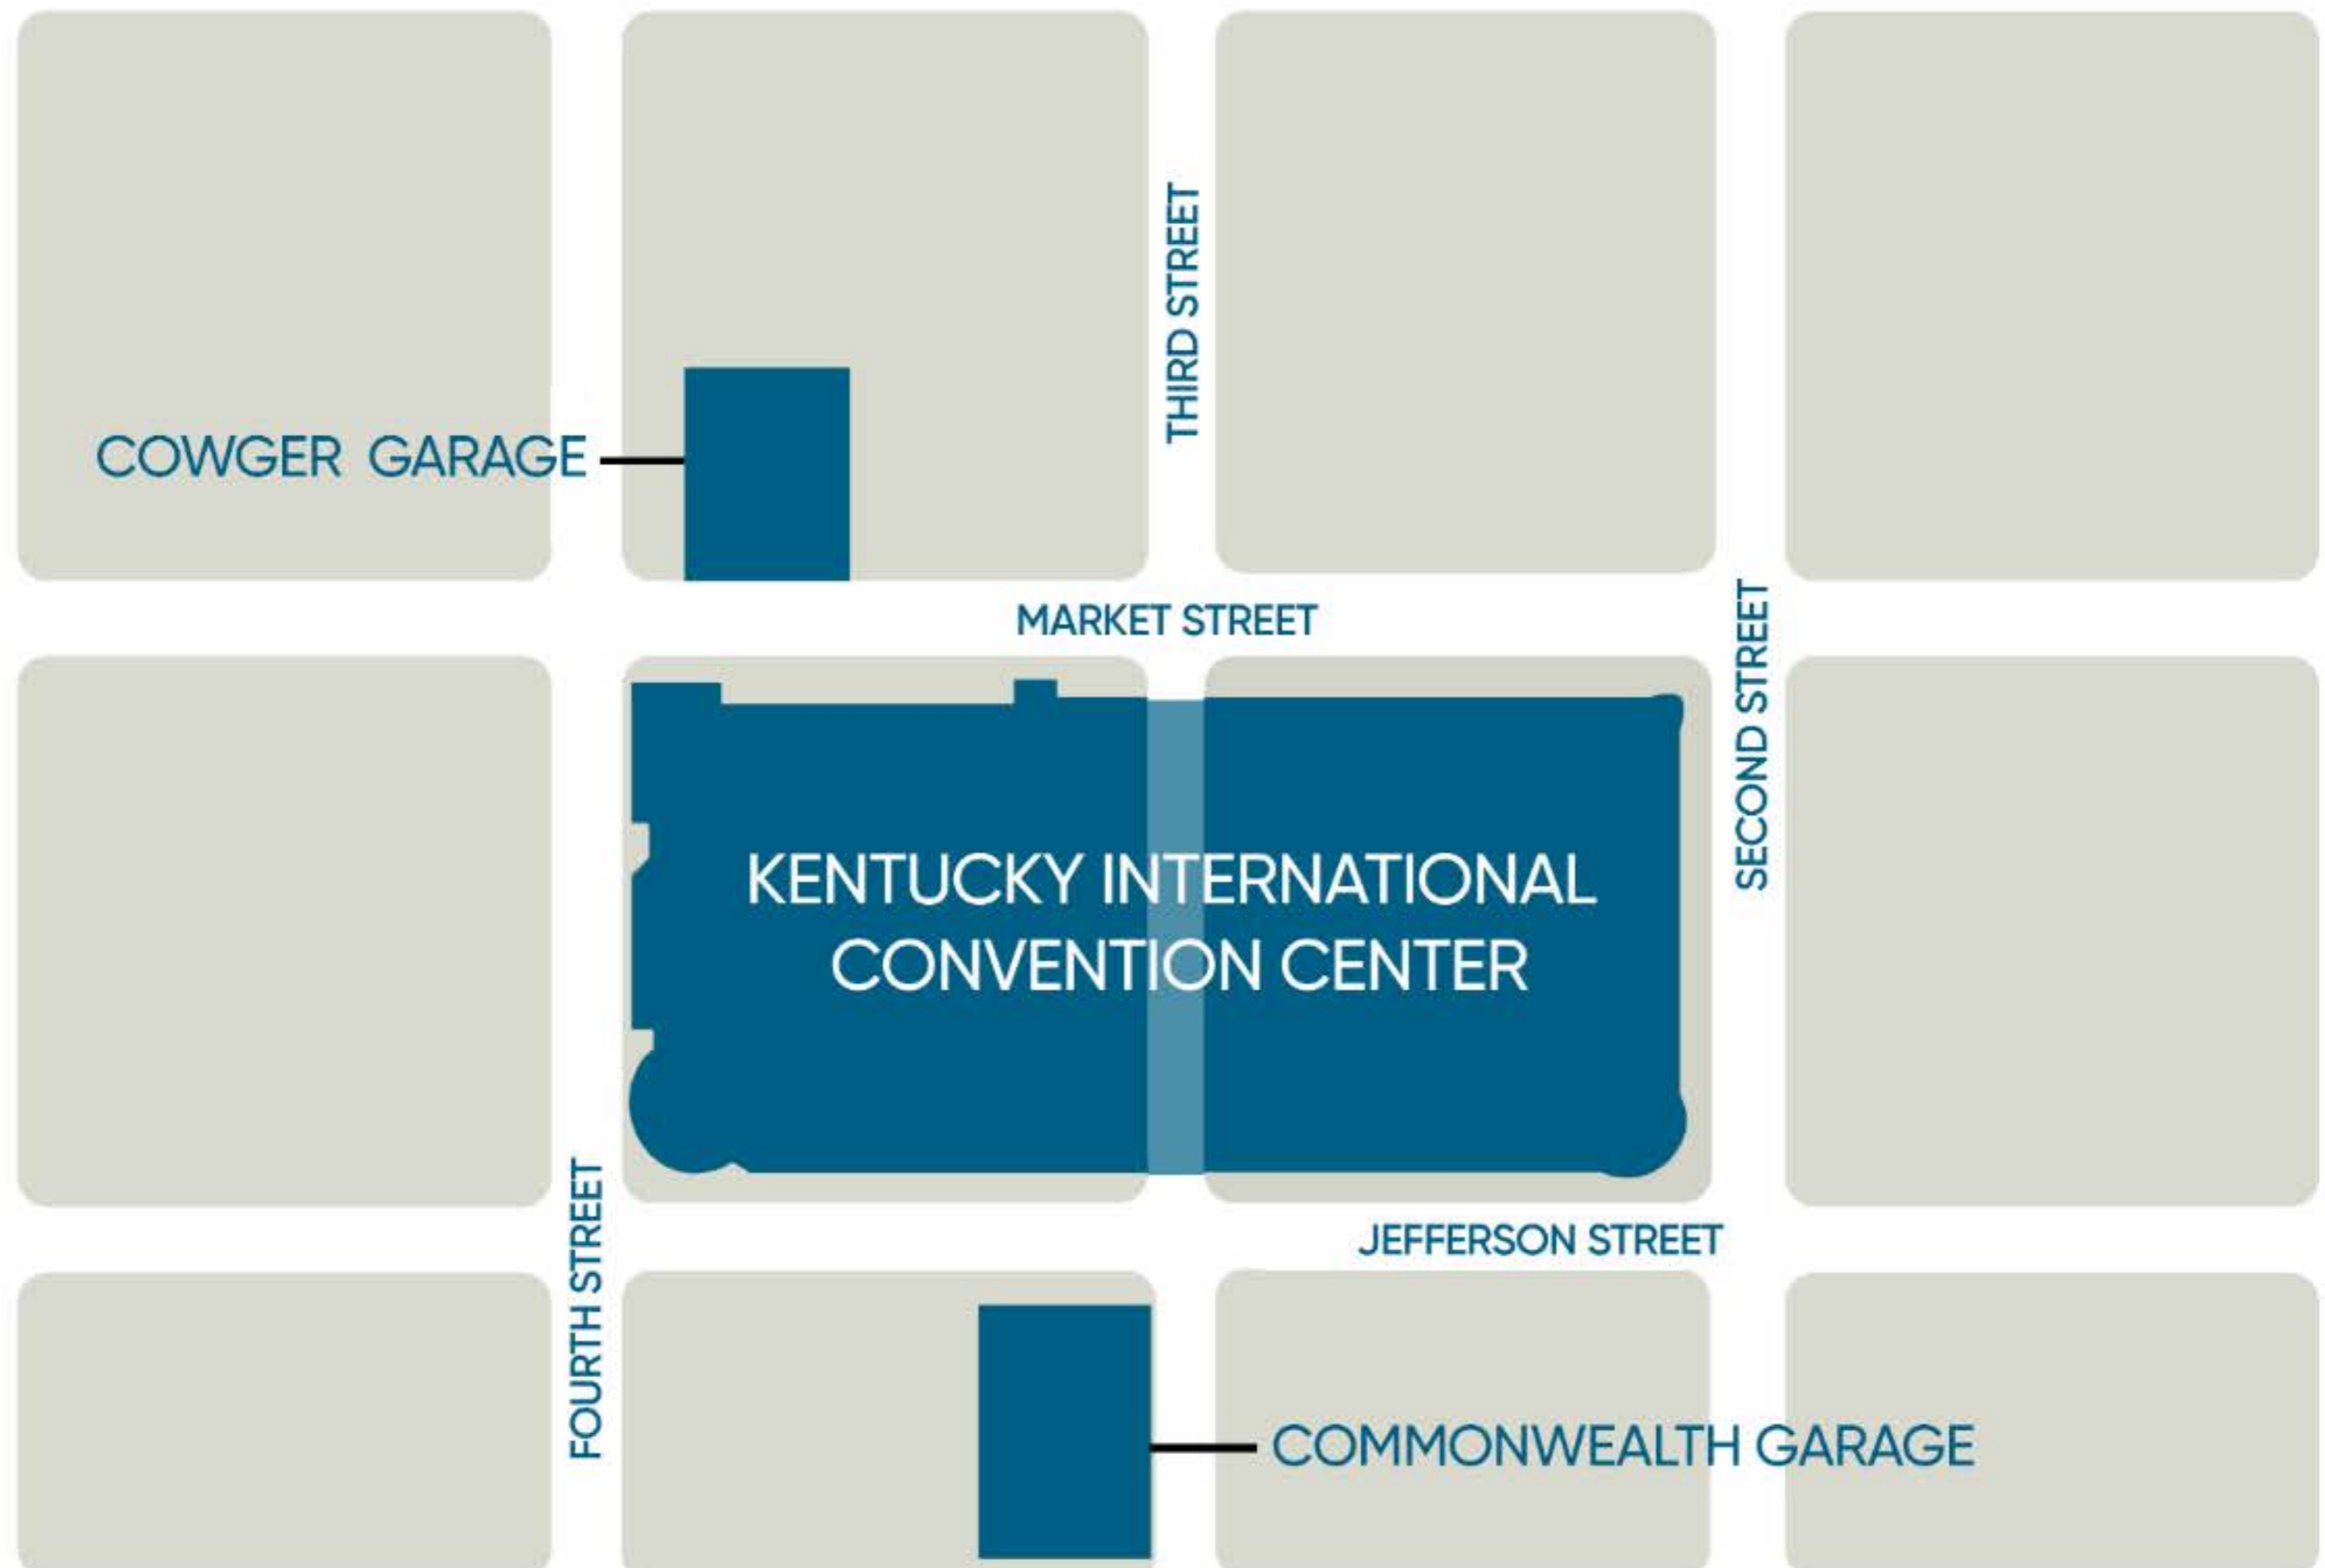 THIRD STREET
COWGER GARAGE
MARKET STREET
SECOND STREET
KENTUCKY INTERNATIONAL
CONVENTION CENTER
FOURTH STREET
JEFFERSON STREET
COMMONWEALTH GARAGE